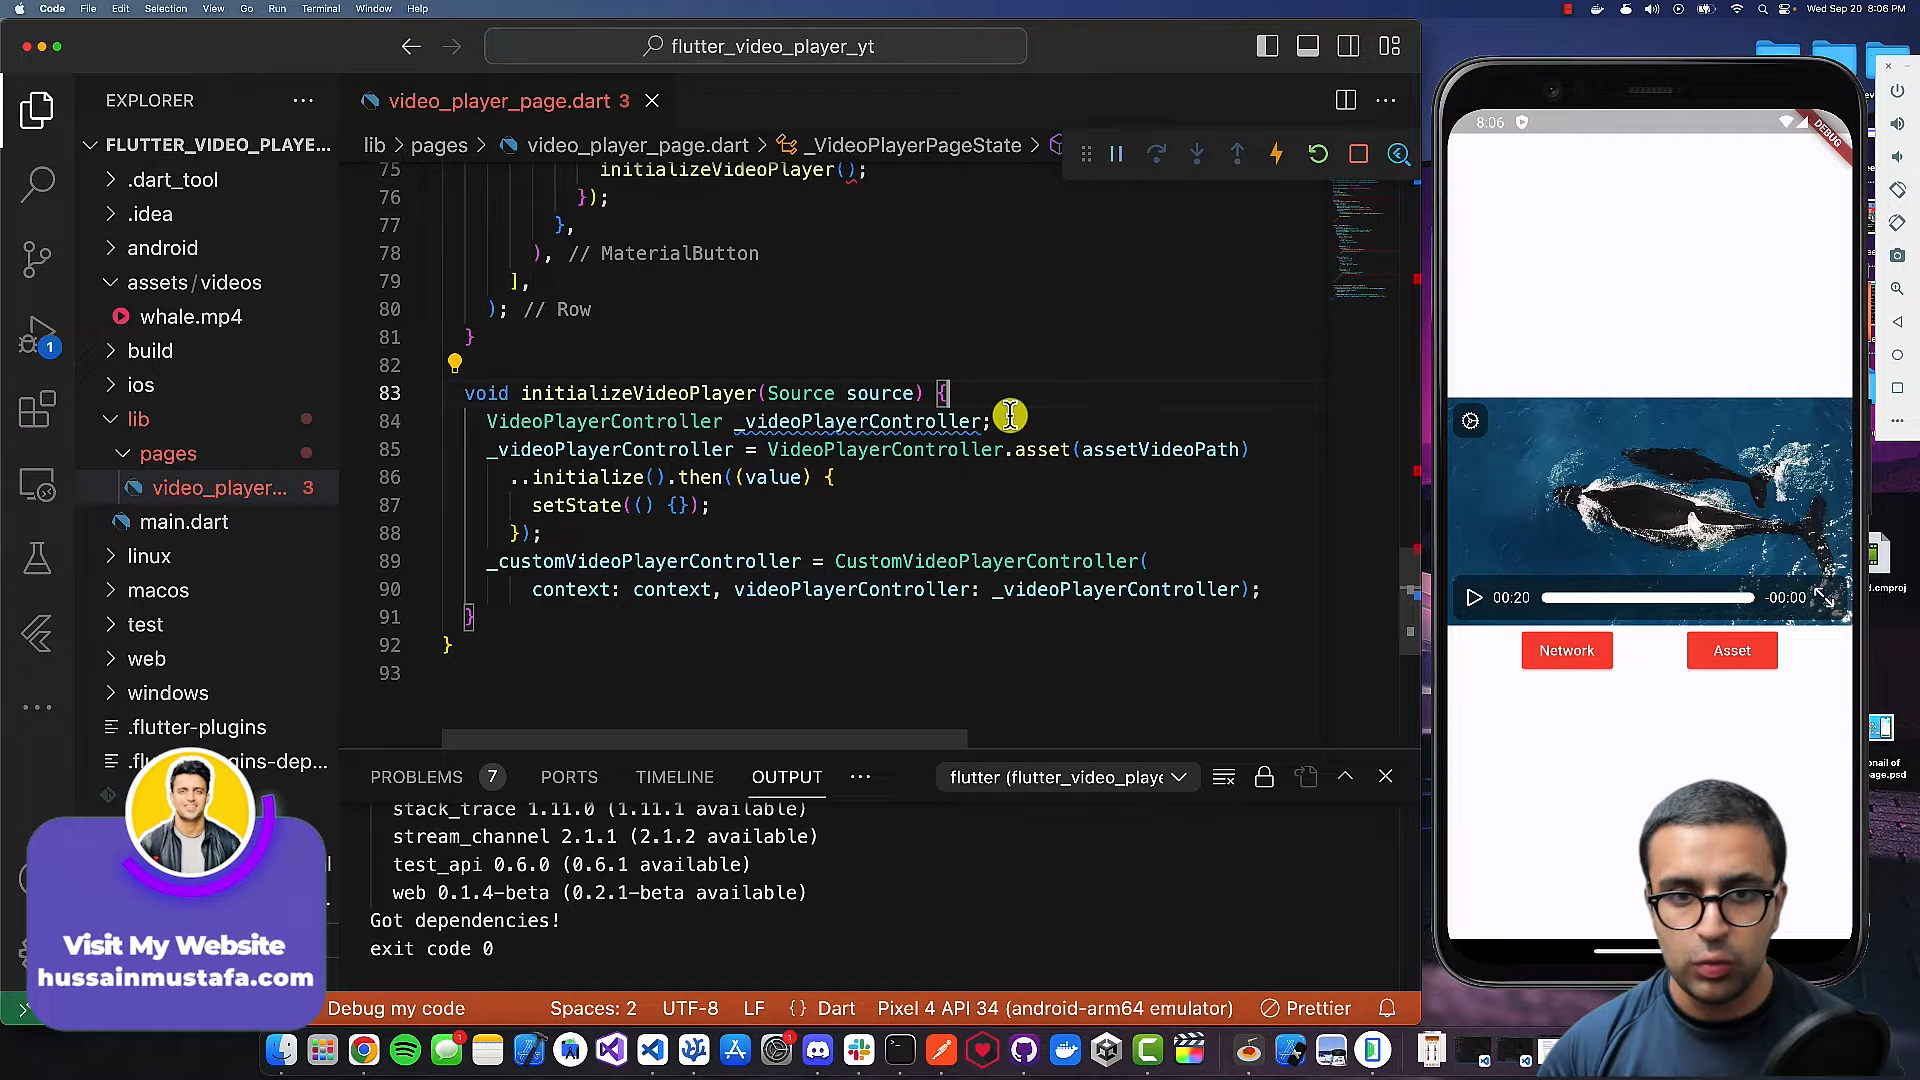 Code File Edit Selection View Go Run Terminal Window Help
Wed Sep 20 8:06 PM
flutter_video_player_yt
EXPLORER
FLUTTER_VIDEO_PLAYE...
.dart_tool
.idea
android
assets/videos
whale.mp4
build
ios
lib
pages
video_player... 3
main.dart
linux
macos
test
web
windows
.flutter-plugins
1
video_player_page.dart 3
lib > pages > video_player_page.dart > _VideoPlayerPageState >
75 initializeVideoPlayer();
76 });
77 },
78 ), // MaterialButton
79 ],
80 ); // Row
81 }
82
83 void initializeVideoPlayer(Source source) {
84 VideoPlayerController _videoPlayerController;
85 _videoPlayerController = VideoPlayerController.asset(assetVideoPath)
86 ..initialize().then((value) {
87 setState(() {});
88 });
89 _customVideoPlayerController = CustomVideoPlayerController(
90 context: context, videoPlayerController: _videoPlayerController);
91 }
92 }
93
PROBLEMS 7 PORTS TIMELINE OUTPUT
flutter (flutter_video_playe
stack_trace 1.11.0 (1.11.1 available)
stream_channel 2.1.1 (2.1.2 available)
test_api 0.6.0 (0.6.1 available)
web 0.1.4-beta (0.2.1-beta available)
Got dependencies!
exit code 0
Debug my code Spaces: 2 UTF-8 LF {} Dart Pixel 4 API 34 (android-arm64 emulator) Prettier
Visit My Website
hussainmustafa.com
8:06
DEBUG
00:20 -00:00
Network Asset